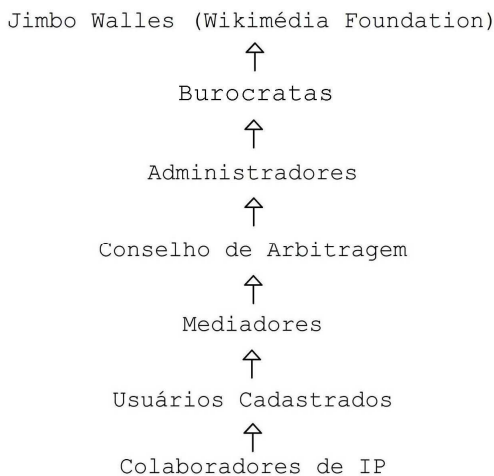 Jimbo Walles (Wikimédia Foundation)
Burocratas
Administradores
Conselho de Arbitragem
Mediadores
Usuários Cadastrados
Colaboradores de IP